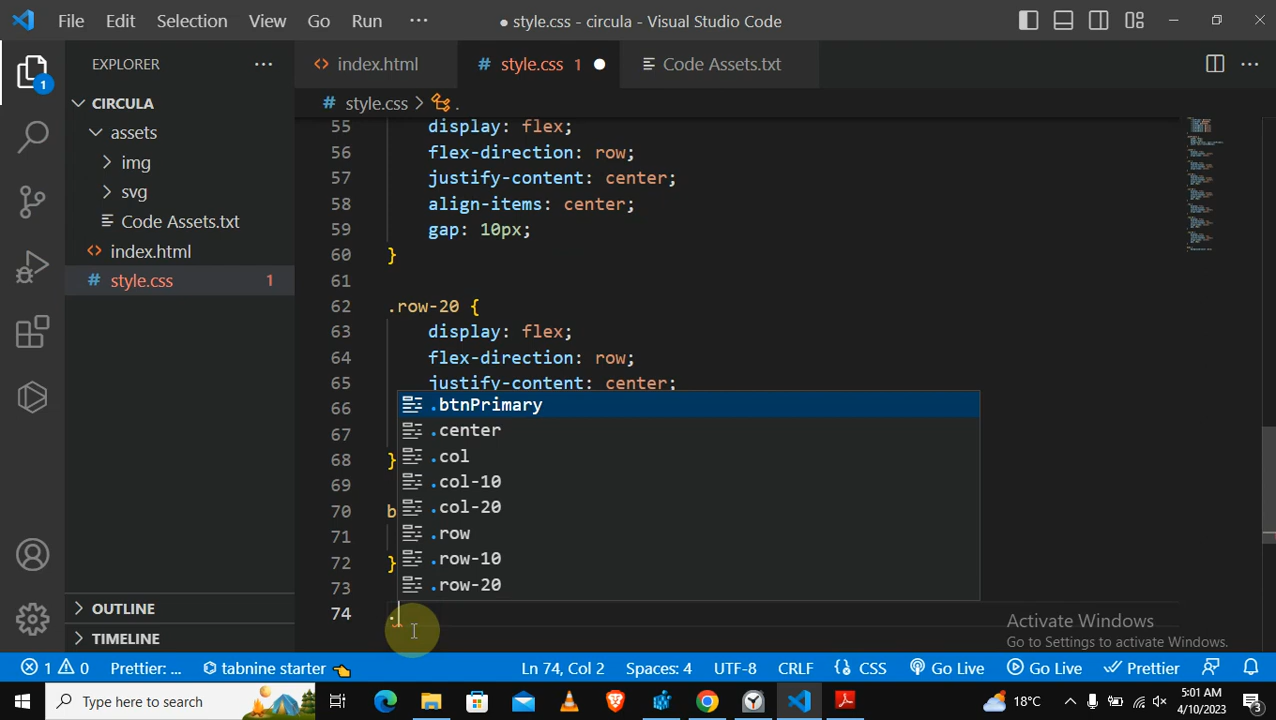 File Edit Selection View Go Run ··· ● style.css - circula - Visual Studio Code
EXPLORER ···
1
CIRCULA
assets
img
svg
Code Assets.txt
index.html
style.css 1
OUTLINE
TIMELINE
index.html # style.css 1 ● Code Assets.txt ···
# style.css > .
55 display: flex;
56 flex-direction: row;
57 justify-content: center;
58 align-items: center;
59 gap: 10px;
60 }
61
62 .row-20 {
63 display: flex;
64 flex-direction: row;
65 justify-content: center;
66
67
68 }
69
70 b
71
72 }
73
74 .
.btnPrimary
.center
.col
.col-10
.col-20
.row
.row-10
.row-20
Activate Windows
Go to Settings to activate Windows.
1 0 Prettier: ... tabnine starter Ln 74, Col 2 Spaces: 4 UTF-8 CRLF CSS Go Live Go Live Prettier
Type here to search 18°C 5:01 AM
4/10/2023 3